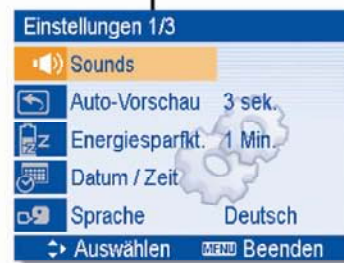 Einstellungen 1/3
Sounds
Auto-Vorschau 3 sek.
Energiesparfkt. 1 Min.
Datum / Zeit
Sprache Deutsch
Auswählen MENU Beenden